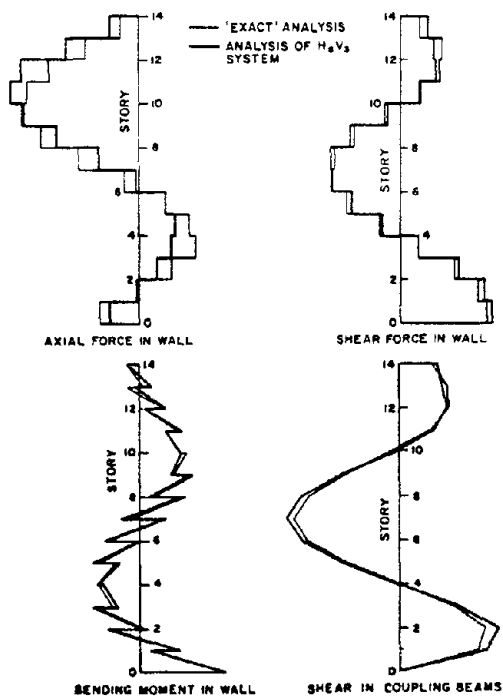 14
12
10
8
6
4
2
0
STORY
AXIAL FORCE IN WALL
'EXACT' ANALYSIS
ANALYSIS OF H6V3
SYSTEM
14
12
10
8
6
4
2
0
STORY
SHEAR FORCE IN WALL
14
12
10
8
6
4
2
0
STORY
BENDING MOMENT IN WALL
14
12
10
8
6
4
2
0
STORY
SHEAR IN COUPLING BEAMS